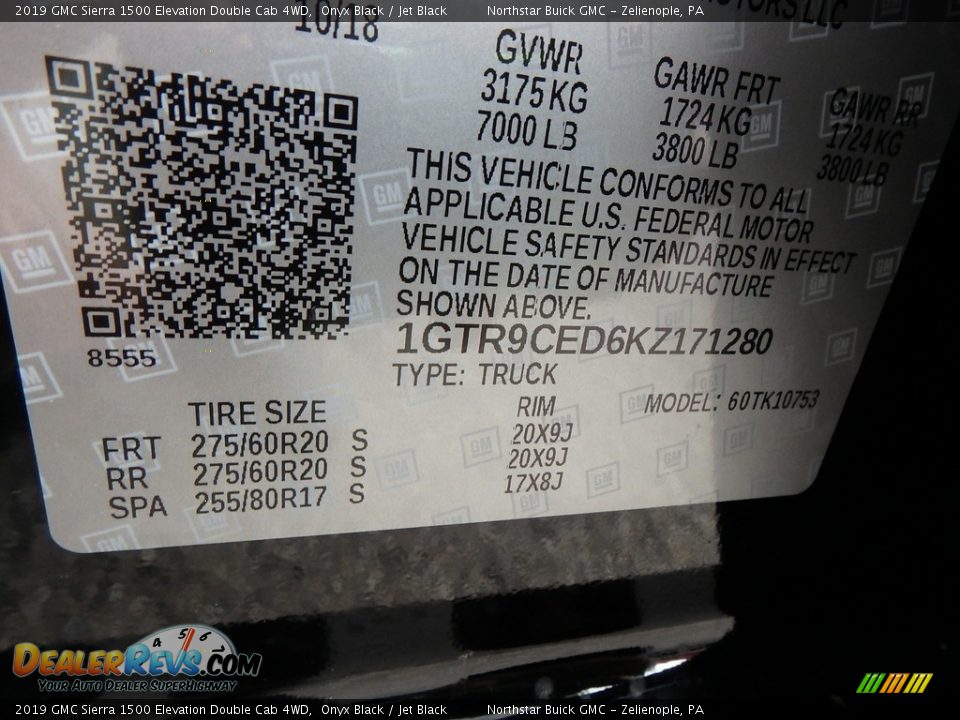 2019 GMC Sierra 1500 Elevation Double Cab 4WD, Onyx Black / Jet Black Northstar Buick GMC - Zelienople, PA
10/18 MOTORS LLC
GVWR GAWR FRT GAWR RR
3175 KG 1724 KG 1724 KG
7000 LB 3800 LB 3800 LB
THIS VEHICLE CONFORMS TO ALL
APPLICABLE U.S. FEDERAL MOTOR
VEHICLE SAFETY STANDARDS IN EFFECT
ON THE DATE OF MANUFACTURE
SHOWN ABOVE.
1GTR9CED6KZ171280
8555
TYPE: TRUCK
MODEL: 60TK10753
TIRE SIZE RIM
FRT 275/60R20 S 20X9J
RR 275/60R20 S 20X9J
SPA 255/80R17 S 17X8J
4 5 6
DealerRevs.com
Your Auto Dealer SuperHighway
2019 GMC Sierra 1500 Elevation Double Cab 4WD, Onyx Black / Jet Black Northstar Buick GMC - Zelienople, PA